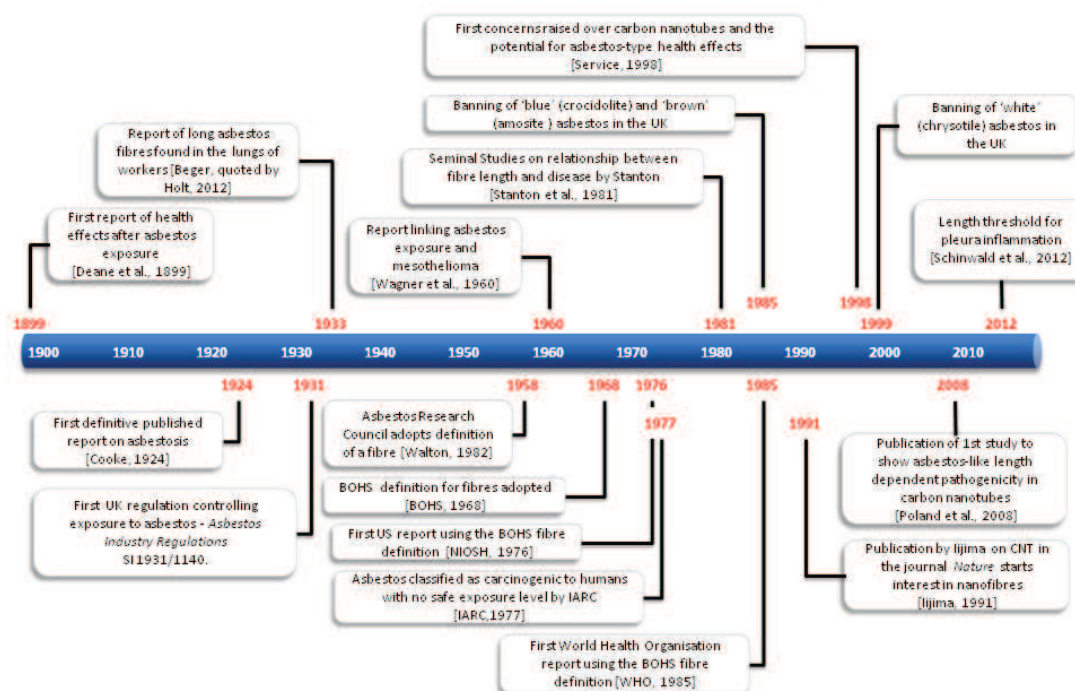 First concerns raised over carbon nanotubes and the
potential for asbestos-type health effects
[Service, 1998]
Banning of ‘blue’ (crocidolite) and ‘brown’
(amosite ) asbestos in the UK
Banning of ‘white’
(chrysotile) asbestos in
the UK
Report of long asbestos
fibres found in the lungs of
workers [Beger, quoted by
Holt, 2012]
Seminal Studies on relationship between
fibre length and disease by Stanton
[Stanton et al., 1981]
First report of health
effects after asbestos
exposure
[Deane et al., 1899]
Report linking asbestos
exposure and
mesothelioma
[Wagner et al., 1960]
Length threshold for
pleura inflammation
[Schinwald et al., 2012]
1899
1933
1960
1981
1985
1998
1999
2012
1900 1910 1920 1930 1940 1950 1960 1970 1980 1990 2000 2010
1924
1931
1958
1968
1976
1977
1985
1991
2008
First definitive published
report on asbestosis
[Cooke, 1924]
Asbestos Research
Council adopts definition
of a fibre [Walton, 1982]
Publication of 1st study to
show asbestos-like length
dependent pathogenicity in
carbon nanotubes
[Poland et al., 2008]
First UK regulation controlling
exposure to asbestos - Asbestos
Industry Regulations
SI 1931/1140.
BOHS definition for fibres adopted
[BOHS, 1968]
First US report using the BOHS fibre
definition [NIOSH, 1976]
Publication by Iijima on CNT in
the journal Nature starts
interest in nanofibres
[Iijima, 1991]
Asbestos classified as carcinogenic to humans
with no safe exposure level by IARC
[IARC,1977]
First World Health Organisation
report using the BOHS fibre
definition [WHO, 1985]